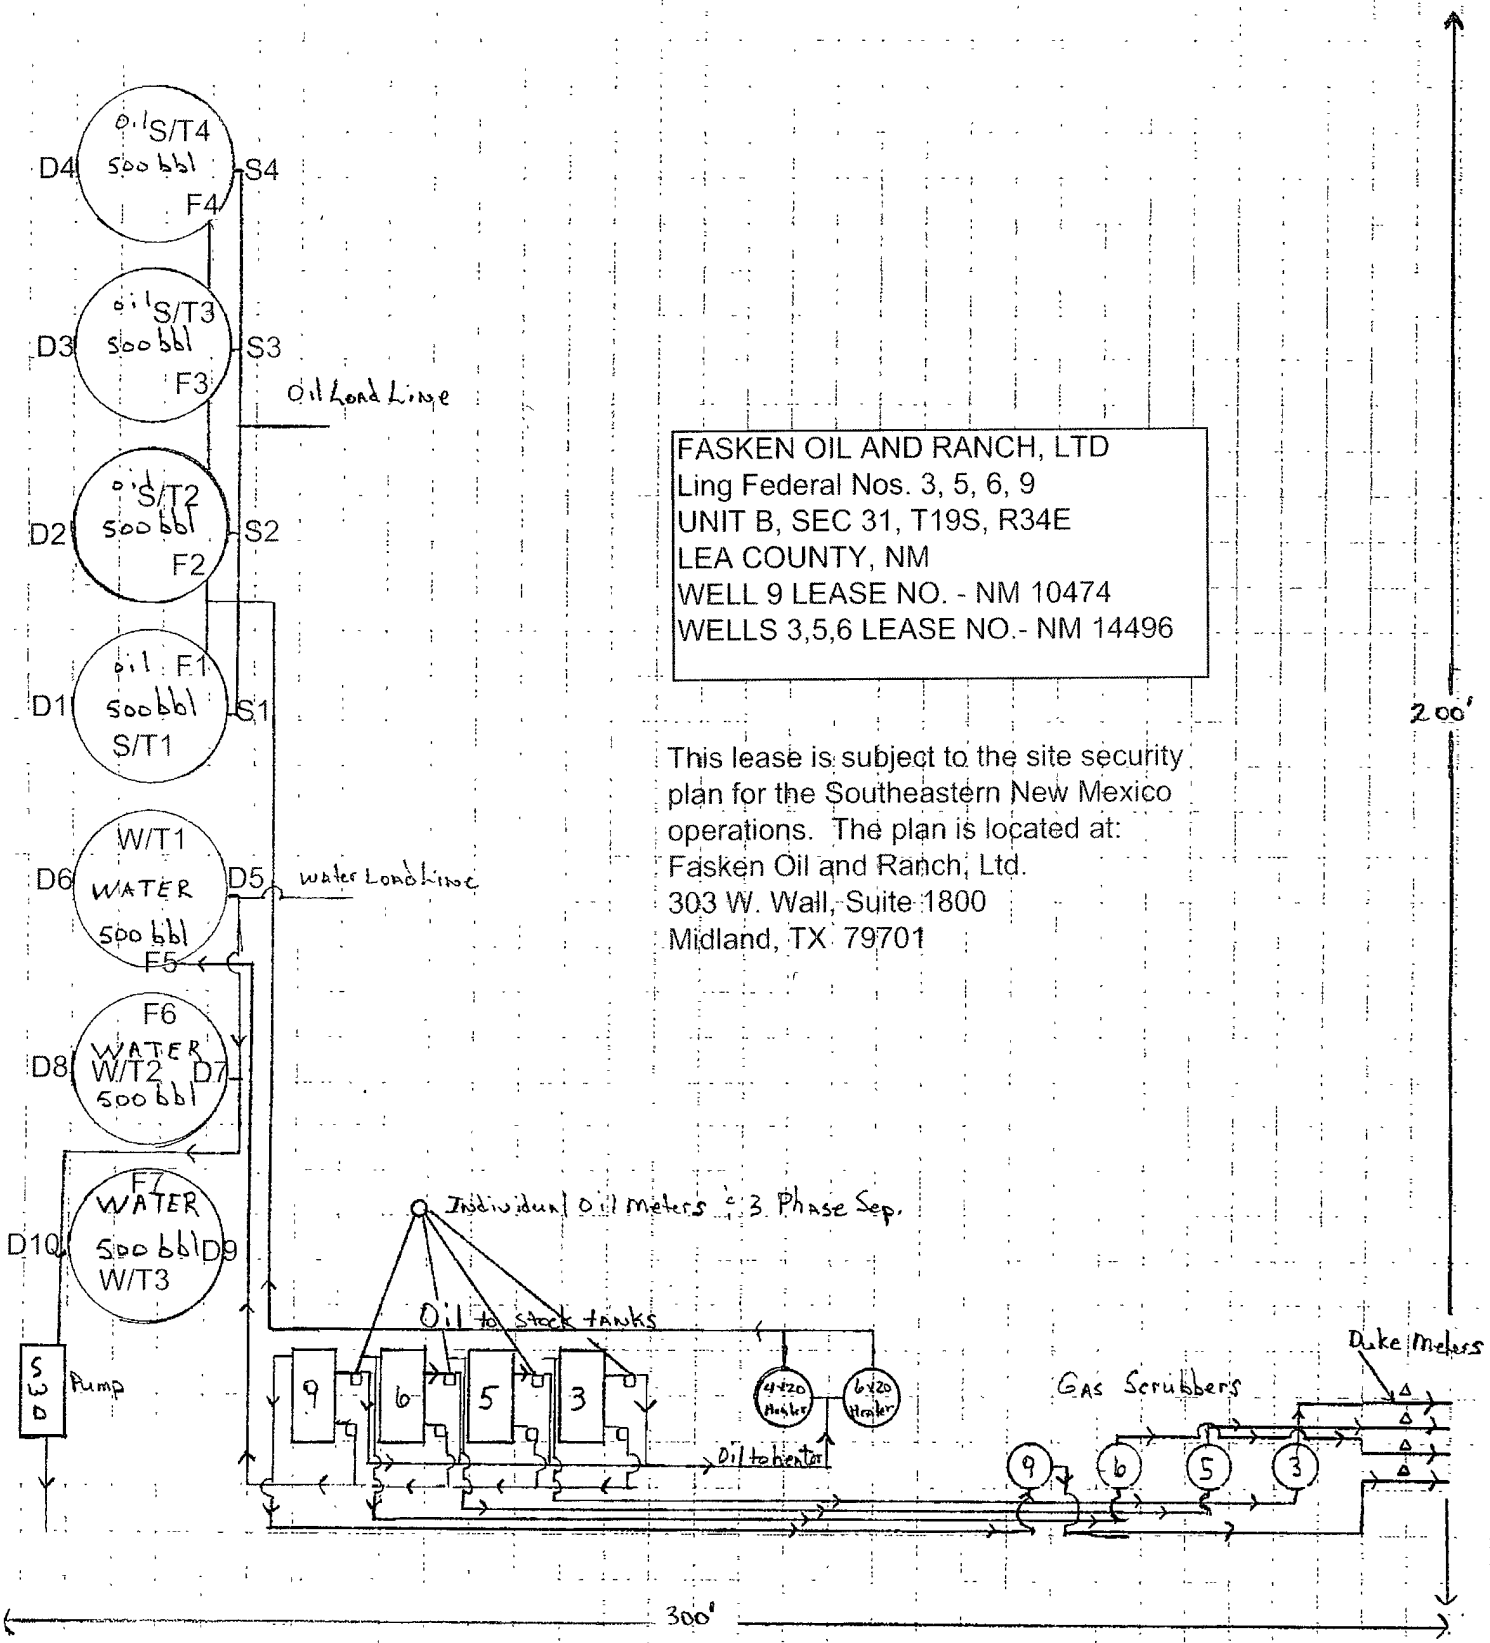 oil S/T4
D4 500 bbl S4
F4
oil S/T3
D3 500 bbl S3
F3
Oil Load Line
oil S/T2
D2 500 bbl S2
F2
oil F1
D1 500 bbl S1
S/T1
FASKEN OIL AND RANCH, LTD
Ling Federal Nos. 3, 5, 6, 9
UNIT B, SEC 31, T19S, R34E
LEA COUNTY, NM
WELL 9 LEASE NO. - NM 10474
WELLS 3,5,6 LEASE NO.- NM 14496
200'
This lease is subject to the site security
plan for the Southeastern New Mexico
operations. The plan is located at:
Fasken Oil and Ranch, Ltd.
303 W. Wall, Suite 1800
Midland, TX 79701
W/T1
D6 WATER D5
500 bbl
F5
Water Load Line
F6
WATER
D8 W/T2 D7
500 bbl
F7
WATER
D10 500 bbl D9
W/T3
Individual Oil Meters & 3 Phase Sep.
Oil to stock tanks
SWD
Pump
9 6 5 3
4x20 Heater
6x20 Heater
Oil to heater
Gas Scrubbers
9 6 5 3
Duke Meters
300'